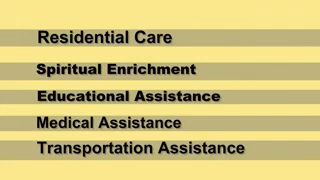 Residential Care
Spiritual Enrichment
Educational Assistance
Medical Assistance
Transportation Assistance